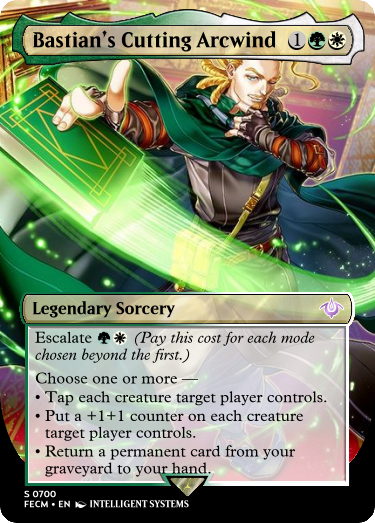 Bastian's Cutting Arcwind 1
Legendary Sorcery
Escalate (Pay this cost for each mode
chosen beyond the first.)
Choose one or more —
• Tap each creature target player controls.
• Put a +1+1 counter on each creature
target player controls.
• Return a permanent card from your
graveyard to your hand.
S 0700
FECM • EN INTELLIGENT SYSTEMS